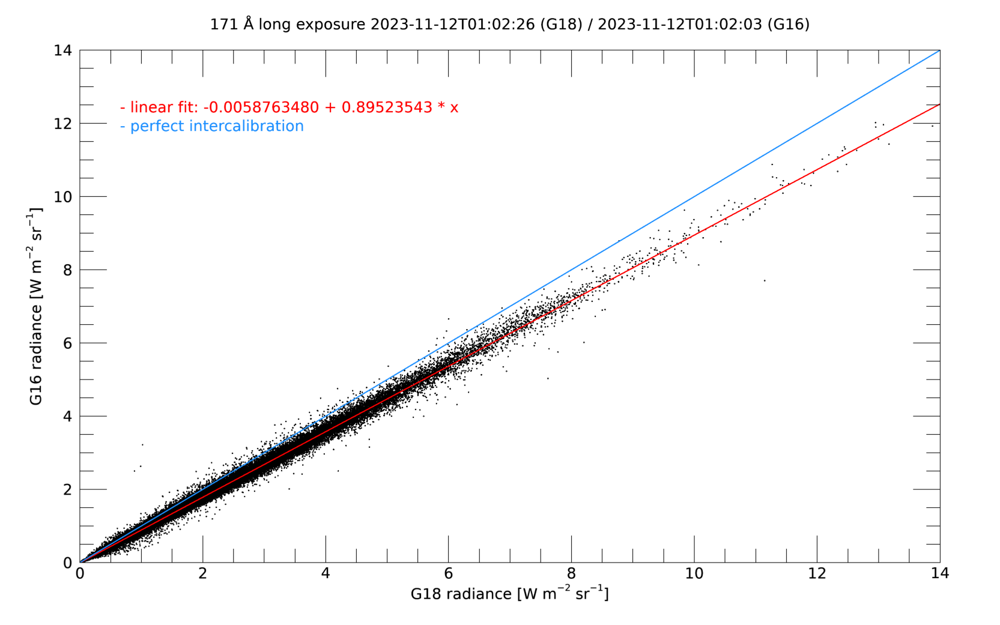 171 Å long exposure 2023-11-12T01:02:26 (G18) / 2023-11-12T01:02:03 (G16)
- linear fit: -0.0058763480 + 0.89523543 * x
- perfect intercalibration
14
12
10
8
6
4
2
0
G16 radiance [W m⁻² sr⁻¹]
0 2 4 6 8 10 12 14
G18 radiance [W m⁻² sr⁻¹]